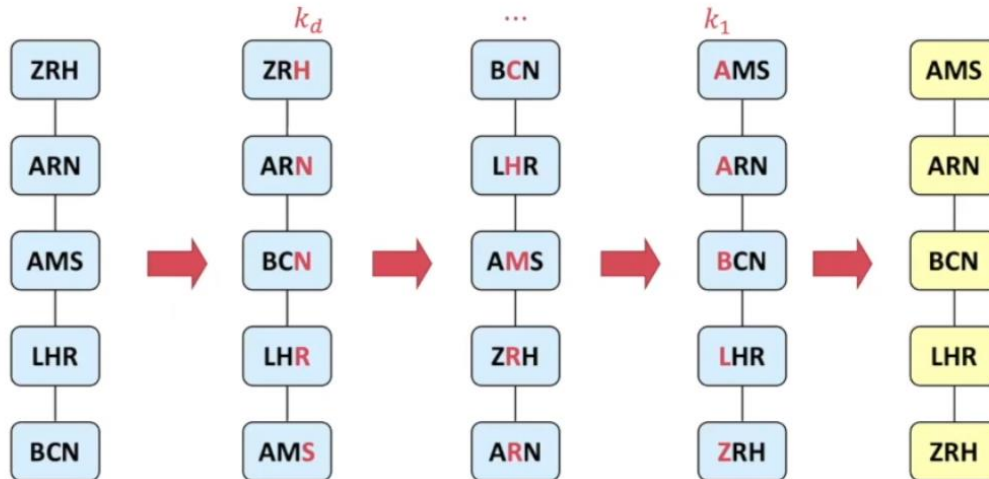 k_d ... k_1
ZRH ZRH BCN AMS AMS
ARN ARN LHR ARN ARN
AMS BCN AMS BCN BCN
LHR LHR ZRH LHR LHR
BCN AMS ARN ZRH ZRH